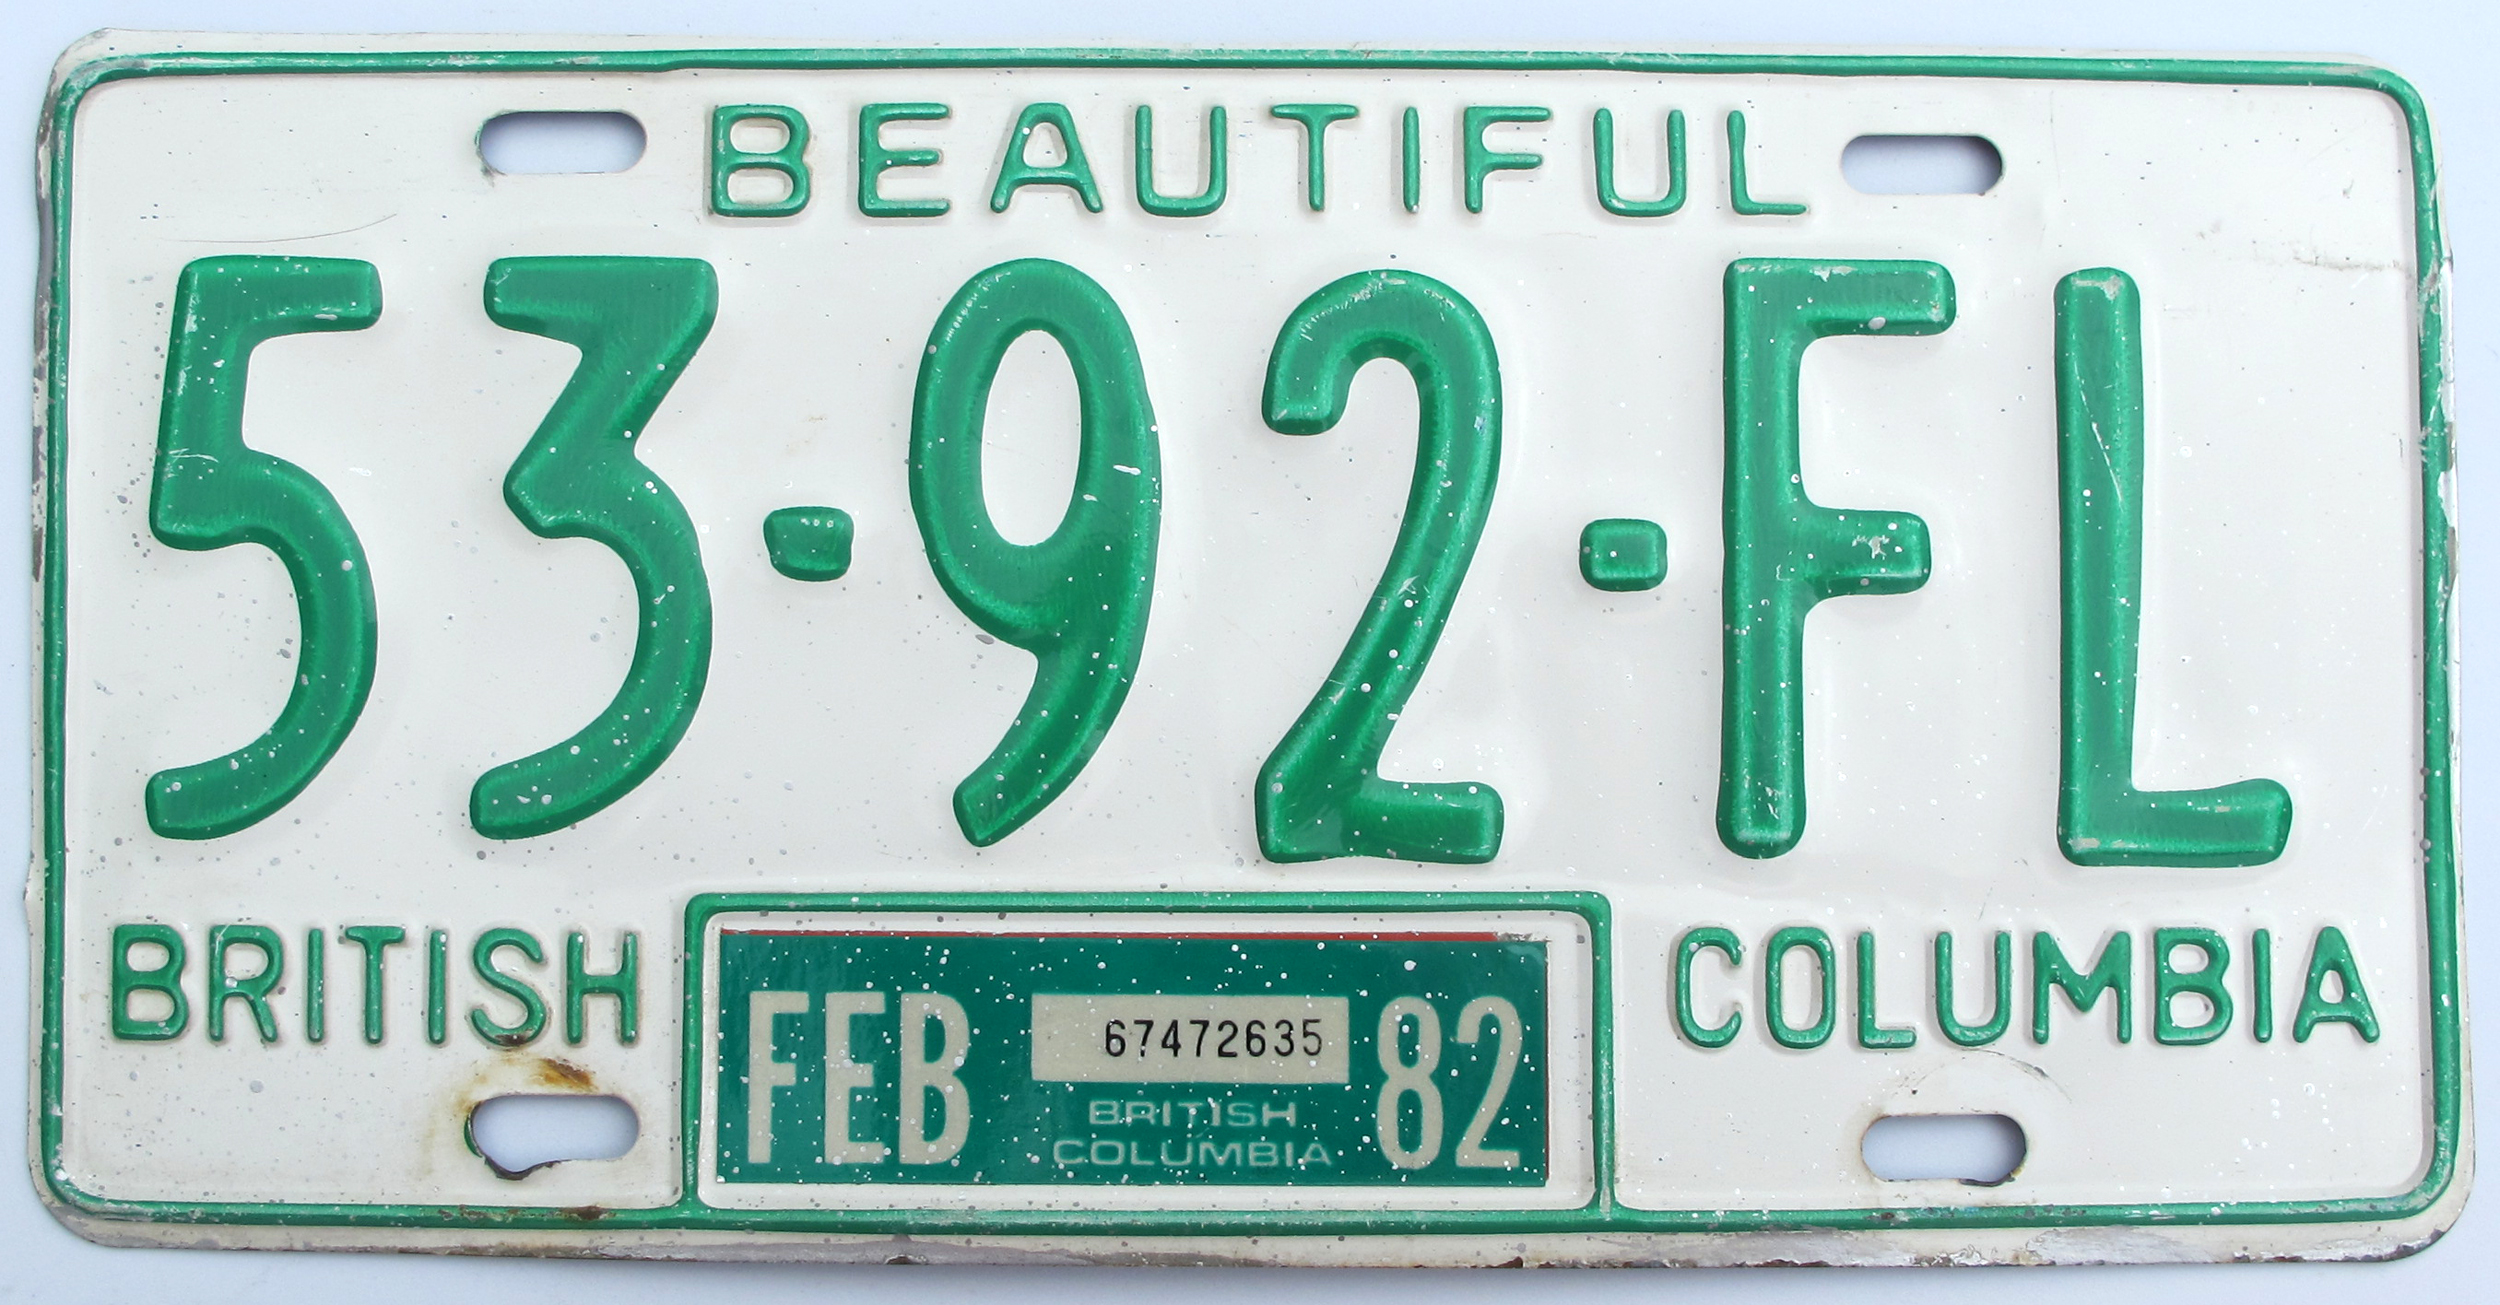 BEAUTIFUL
53-92-FL
BRITISH COLUMBIA
FEB 67472635 82
BRITISH
COLUMBIA